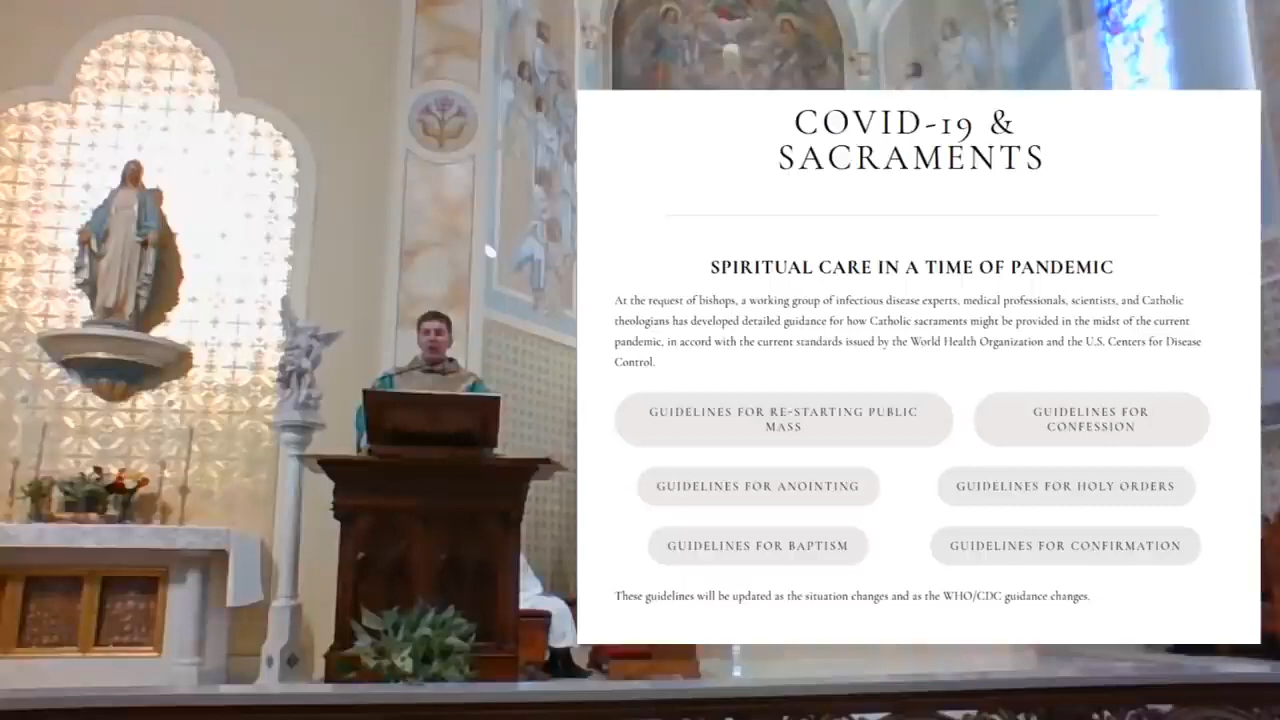 COVID-19 &
SACRAMENTS
SPIRITUAL CARE IN A TIME OF PANDEMIC
At the request of bishops, a working group of infectious disease experts, medical professionals, scientists, and Catholic
theologians has developed detailed guidance for how Catholic sacraments might be provided in the midst of the current
pandemic, in accord with the current standards issued by the World Health Organization and the U.S. Centers for Disease
Control.
GUIDELINES FOR RE-STARTING PUBLIC
MASS
GUIDELINES FOR
CONFESSION
GUIDELINES FOR ANOINTING
GUIDELINES FOR HOLY ORDERS
GUIDELINES FOR BAPTISM
GUIDELINES FOR CONFIRMATION
These guidelines will be updated as the situation changes and as the WHO/CDC guidance changes.